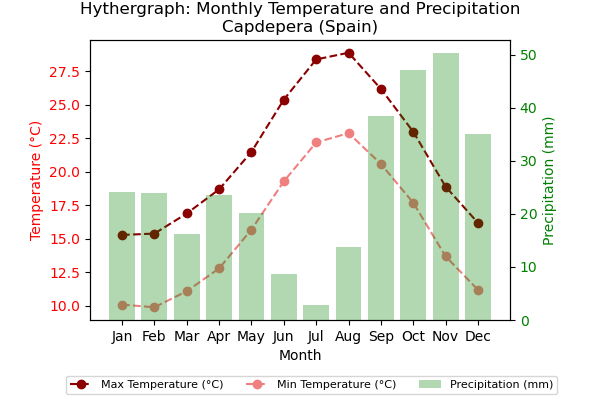 Hythergraph: Monthly Temperature and Precipitation
Capdepera (Spain)
Temperature (°C)
27.5
25.0
22.5
20.0
17.5
15.0
12.5
10.0
Precipitation (mm)
50
40
30
20
10
0
Jan Feb Mar Apr May Jun Jul Aug Sep Oct Nov Dec
Month
Max Temperature (°C) Min Temperature (°C) Precipitation (mm)